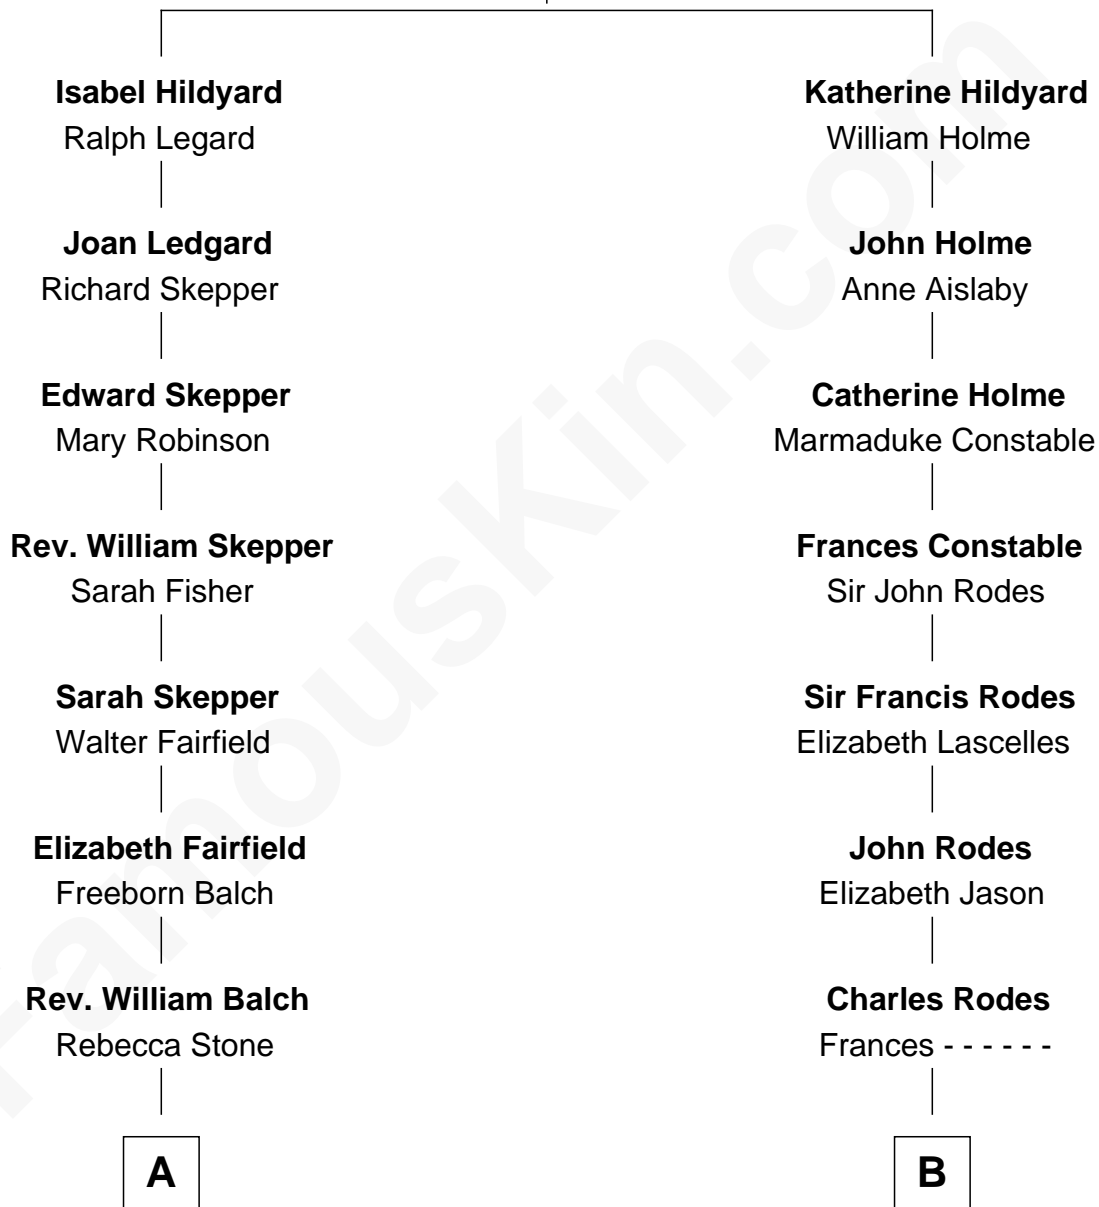 Isabel Hildyard
Ralph Legard
Katherine Hildyard
William Holme
Joan Ledgard
Richard Skepper
John Holme
Anne Aislaby
Edward Skepper
Mary Robinson
Catherine Holme
Marmaduke Constable
Rev. William Skepper
Sarah Fisher
Frances Constable
Sir John Rodes
Sarah Skepper
Walter Fairfield
Sir Francis Rodes
Elizabeth Lascelles
Elizabeth Fairfield
Freeborn Balch
John Rodes
Elizabeth Jason
Rev. William Balch
Rebecca Stone
Charles Rodes
Frances - - - - - -
A
B
FamousKin.com